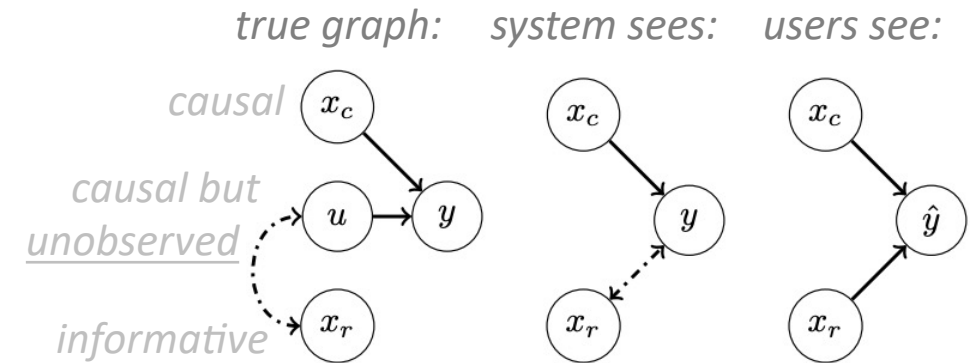 true graph: system sees: users see:
causal x_c x_c x_c
causal but
unobserved u y y ŷ
informative x_r x_r x_r